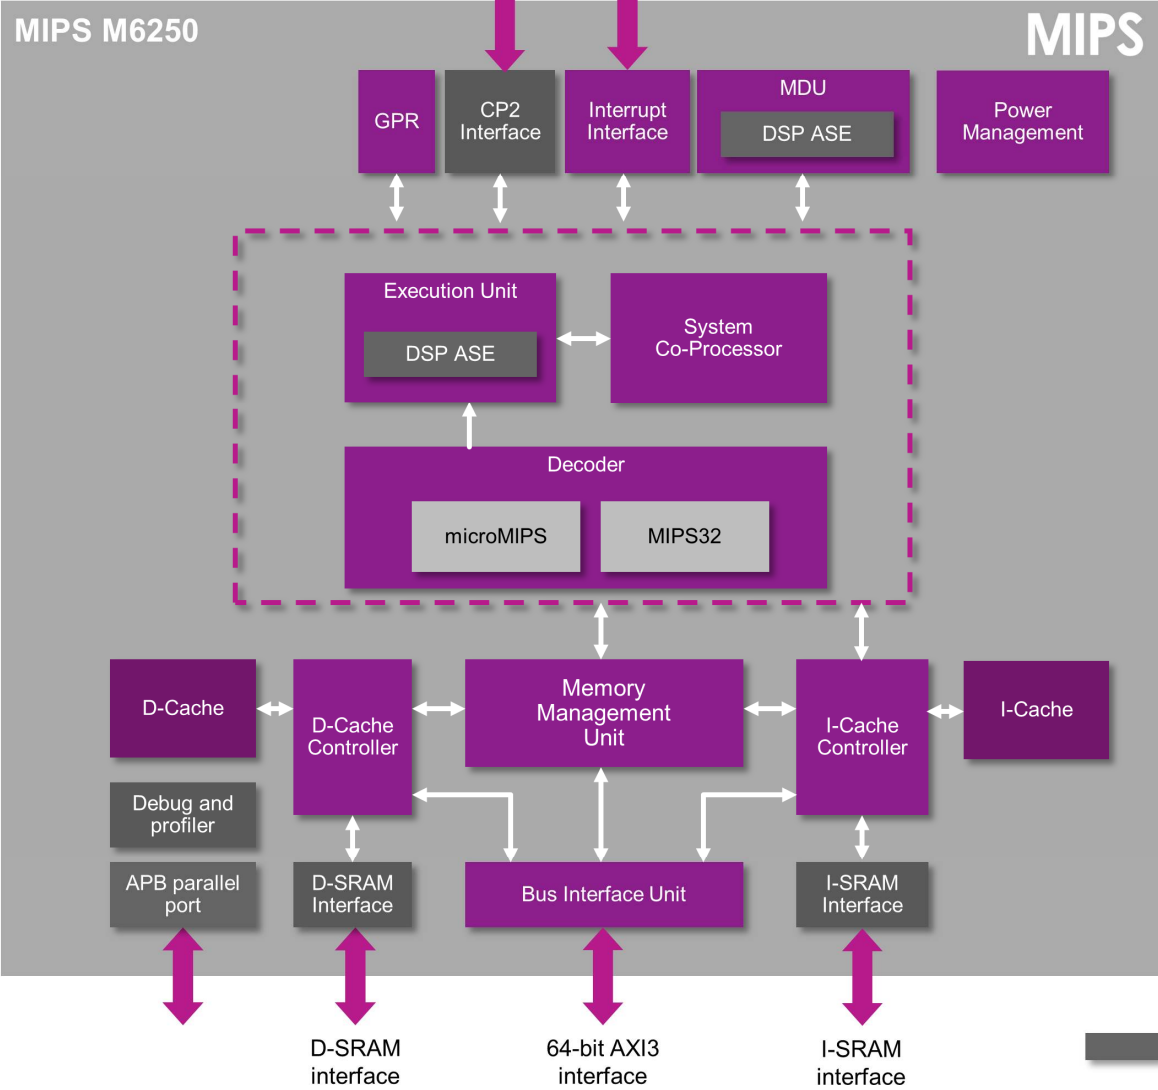 MIPS M6250
MIPS
GPR
CP2
Interface
Interrupt
Interface
MDU
DSP ASE
Power
Management
Execution Unit
DSP ASE
System
Co-Processor
Decoder
microMIPS
MIPS32
D-Cache
D-Cache
Controller
Memory
Management
Unit
I-Cache
Controller
I-Cache
Debug and
profiler
APB parallel
port
D-SRAM
Interface
Bus Interface Unit
I-SRAM
Interface
D-SRAM
interface
64-bit AXI3
interface
I-SRAM
interface